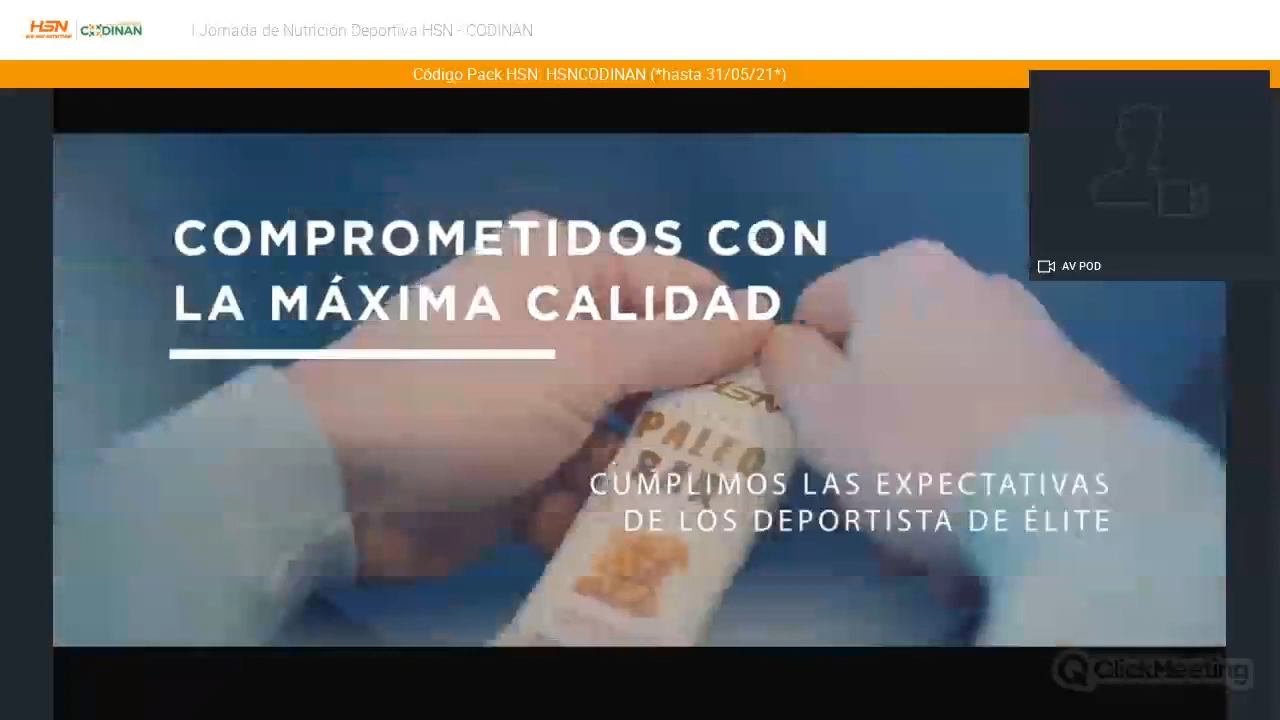 HSN
CODINAN
I Jornada de Nutrición Deportiva HSN - CODINAN
Código Pack HSN: HSNCODINAN (*hasta 31/05/21*)
AV POD
COMPROMETIDOS CON
LA MÁXIMA CALIDAD
HSN
PALEO
CUMPLIMOS LAS EXPECTATIVAS
DE LOS DEPORTISTA DE ÉLITE
ClickMeeting